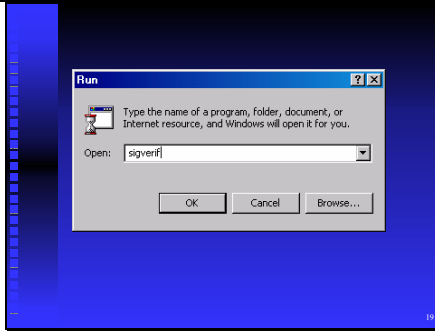 Run
Type the name of a program, folder, document, or
Internet resource, and Windows will open it for you.
Open: sigverif
OK Cancel Browse...
19